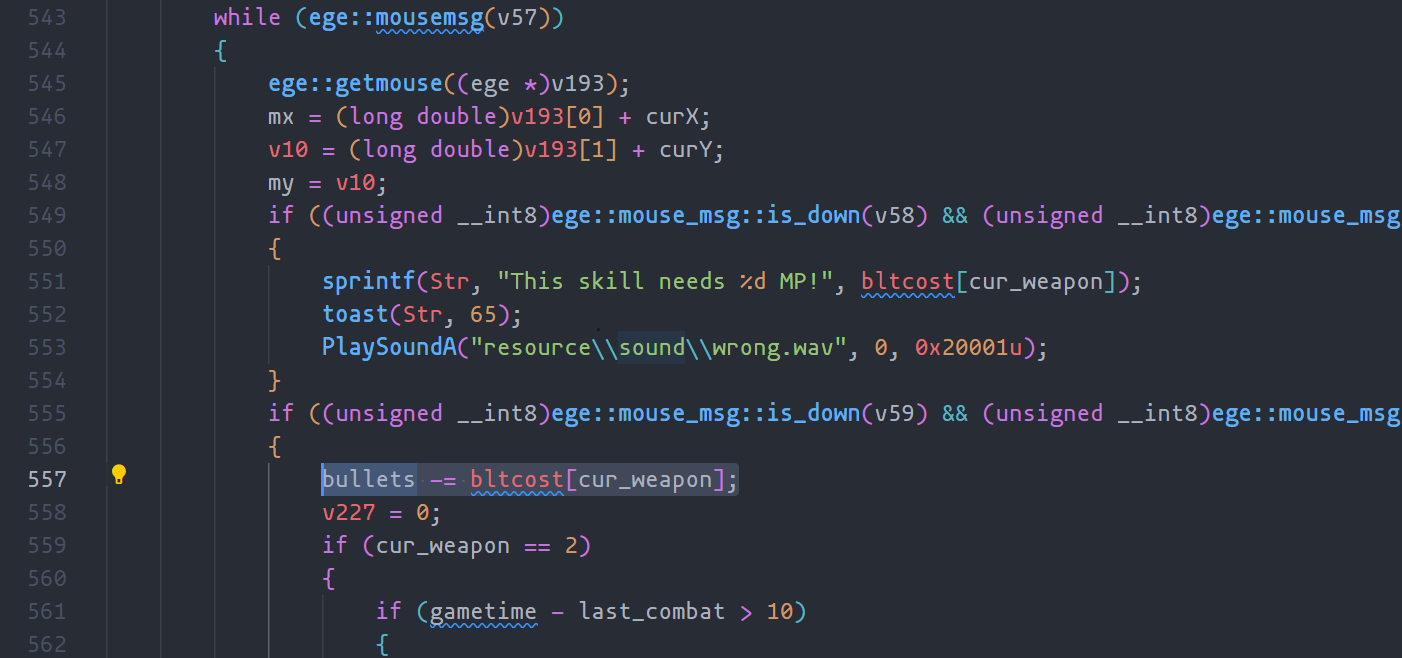 543 while (ege::mousemsg(v57))
544 {
545 ege::getmouse((ege *)v193);
546 mx = (long double)v193[0] + curX;
547 v10 = (long double)v193[1] + curY;
548 my = v10;
549 if ((unsigned __int8)ege::mouse_msg::is_down(v58) && (unsigned __int8)ege::mouse_msg
550 {
551 sprintf(Str, "This skill needs %d MP!", bltcost[cur_weapon]);
552 toast(Str, 65);
553 PlaySoundA("resource\\sound\\wrong.wav", 0, 0x20001u);
554 }
555 if ((unsigned __int8)ege::mouse_msg::is_down(v59) && (unsigned __int8)ege::mouse_msg
556 {
557 bullets -= bltcost[cur_weapon];
558 v227 = 0;
559 if (cur_weapon == 2)
560 {
561 if (gametime - last_combat > 10)
562 {